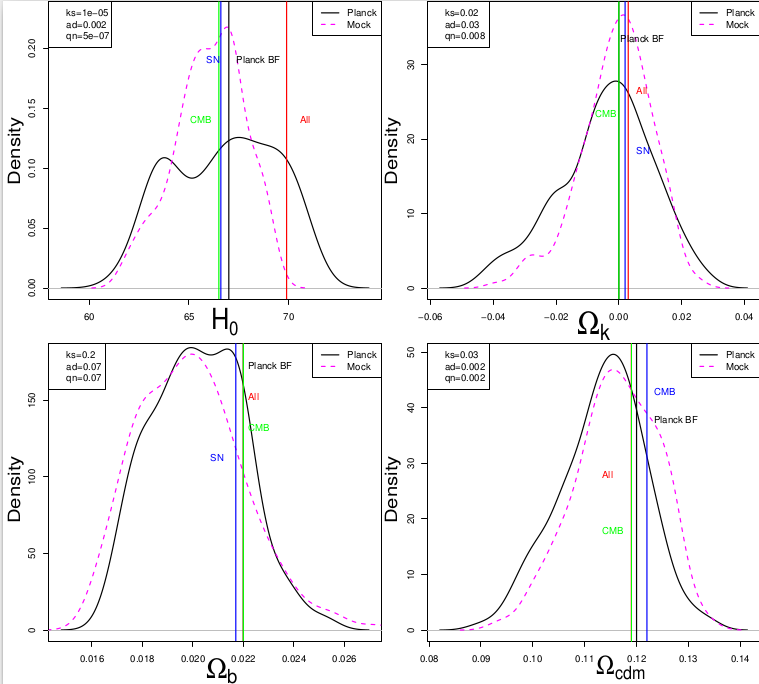 ks=1e-05
ad=0.002
qn=5e-07
Planck
Mock
SN
Planck BF
CMB
All
Density
0.00
0.05
0.10
0.15
0.20
60
65
70
H0
ks=0.02
ad=0.03
qn=0.008
Planck
Mock
Planck BF
All
CMB
SN
Density
0
10
20
30
−0.06
−0.04
−0.02
0.00
0.02
0.04
Ωk
ks=0.2
ad=0.07
qn=0.07
Planck
Mock
Planck BF
All
CMB
SN
Density
0
50
100
150
0.016
0.018
0.020
0.022
0.024
0.026
Ωb
ks=0.03
ad=0.002
qn=0.002
Planck
Mock
CMB
Planck BF
All
CMB
Density
0
10
20
30
40
50
0.08
0.09
0.10
0.11
0.12
0.13
0.14
Ωcdm